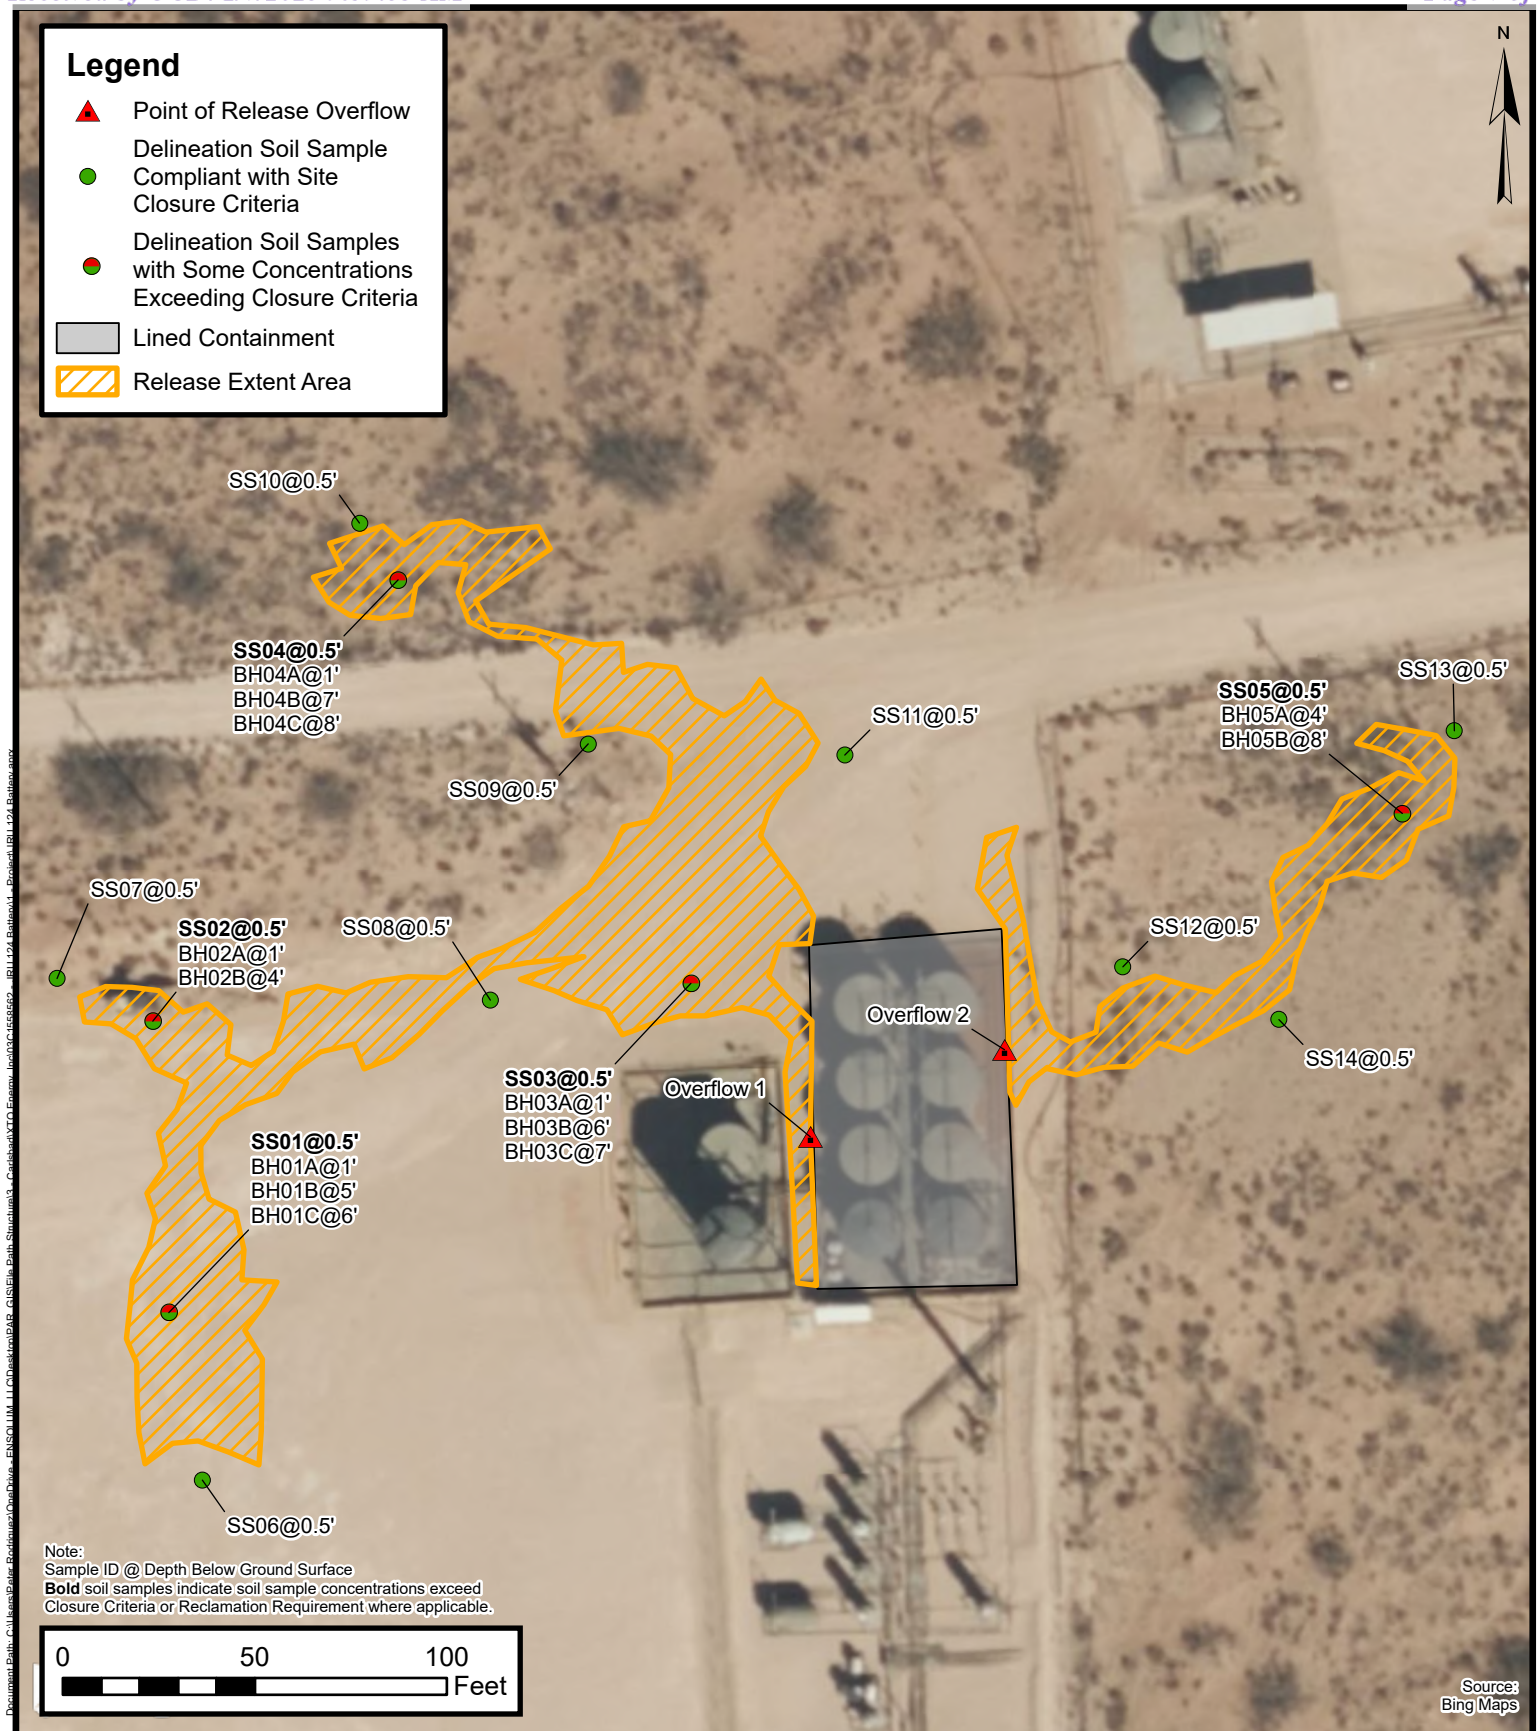 Legend
Point of Release Overflow
Delineation Soil Sample
Compliant with Site
Closure Criteria
Delineation Soil Samples
with Some Concentrations
Exceeding Closure Criteria
Lined Containment
Release Extent Area
N
SS10@0.5'
SS04@0.5'
BH04A@1'
BH04B@7'
BH04C@8'
SS13@0.5'
SS05@0.5'
BH05A@4'
BH05B@8'
SS11@0.5'
SS09@0.5'
SS07@0.5'
SS02@0.5'
BH02A@1'
BH02B@4'
SS08@0.5'
SS12@0.5'
Overflow 2
SS14@0.5'
SS03@0.5'
BH03A@1'
BH03B@6'
BH03C@7'
Overflow 1
SS01@0.5'
BH01A@1'
BH01B@5'
BH01C@6'
SS06@0.5'
Note:
Sample ID @ Depth Below Ground Surface
Bold soil samples indicate soil sample concentrations exceed
Closure Criteria or Reclamation Requirement where applicable.
0 50 100
Feet
Source:
Bing Maps